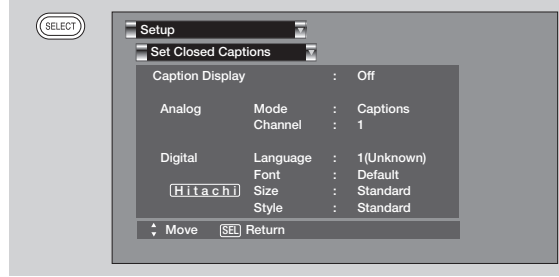 SELECT
Setup
Set Closed Captions
Caption Display : Off
Analog Mode : Captions
Channel : 1
Digital Language : 1(Unknown)
Font : Default
Hitachi Size : Standard
Style : Standard
Move SEL Return